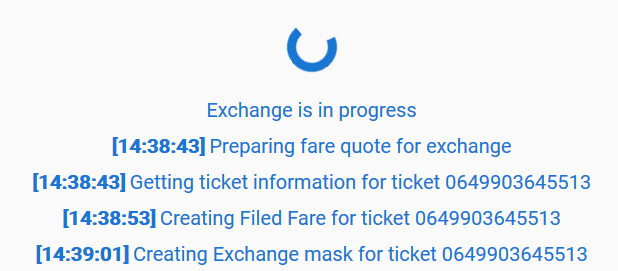 Exchange is in progress
[14:38:43] Preparing fare quote for exchange
[14:38:43] Getting ticket information for ticket 0649903645513
[14:38:53] Creating Filed Fare for ticket 0649903645513
[14:39:01] Creating Exchange mask for ticket 0649903645513